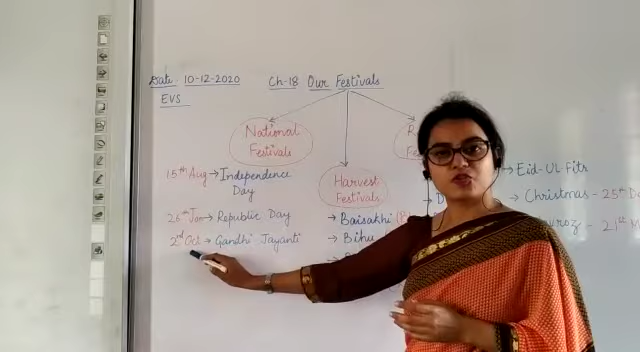 Date - 10-12-2020 Ch-18 Our Festivals
EVS
National
Festivals
15th Aug → Independence
Day
26th Jan → Republic Day
2nd Oct → Gandhi Jayanti
Harvest
Festivals
→ Baisakhi
→ Bihu
→ Eid-UL Fits
→ Christmas - 25th